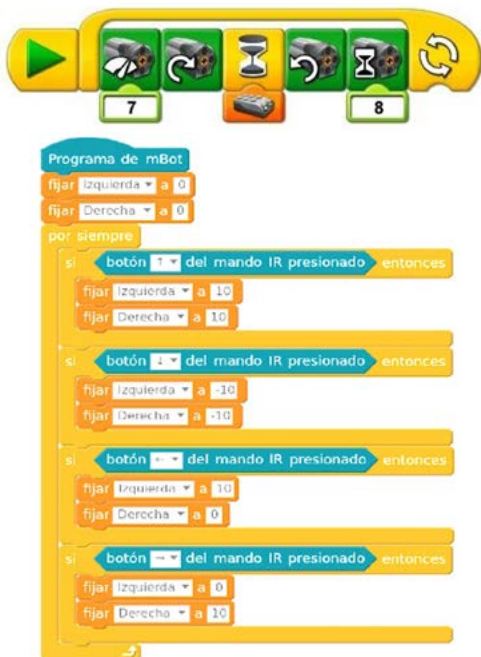 7 8
Programa de mBot
fijar Izquierda a 0
fijar Derecha a 0
por siempre
si botón ↑ del mando IR presionado entonces
fijar Izquierda a 10
fijar Derecha a 10
si botón ↓ del mando IR presionado entonces
fijar Izquierda a -10
fijar Derecha a -10
si botón ← del mando IR presionado entonces
fijar Izquierda a 10
fijar Derecha a 0
si botón → del mando IR presionado entonces
fijar Izquierda a 0
fijar Derecha a 10